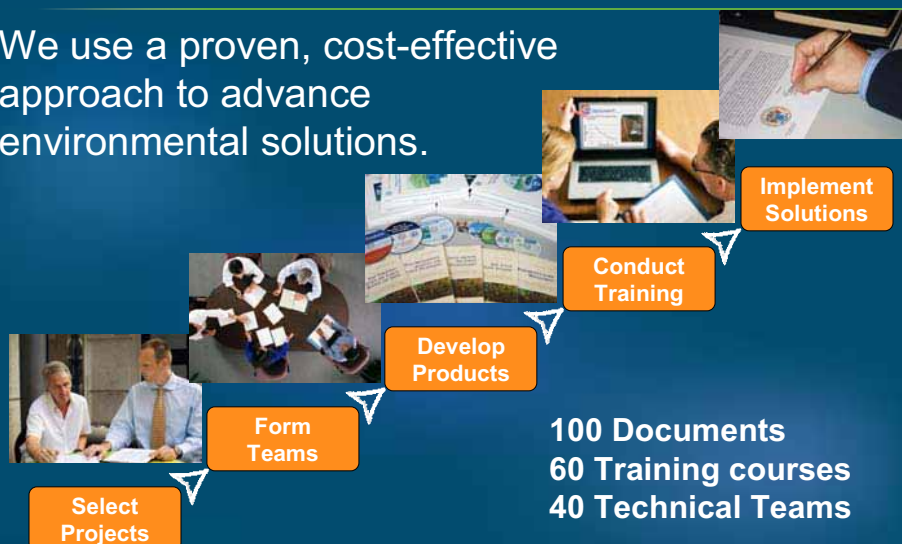 We use a proven, cost-effective
approach to advance
environmental solutions.
Implement
Solutions
Conduct
Training
Develop
Products
Form
Teams
Select
Projects
100 Documents
60 Training courses
40 Technical Teams